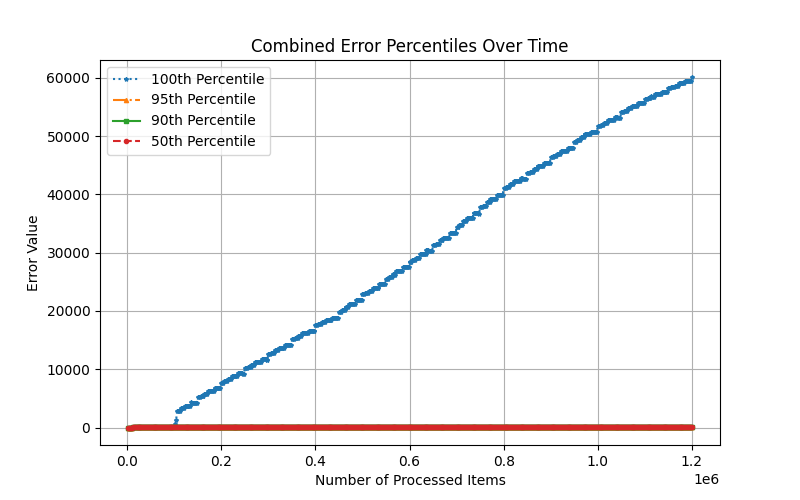 Combined Error Percentiles Over Time
100th Percentile
95th Percentile
90th Percentile
50th Percentile
Error Value
60000
50000
40000
30000
20000
10000
0
0.0 0.2 0.4 0.6 0.8 1.0 1.2
1e6
Number of Processed Items